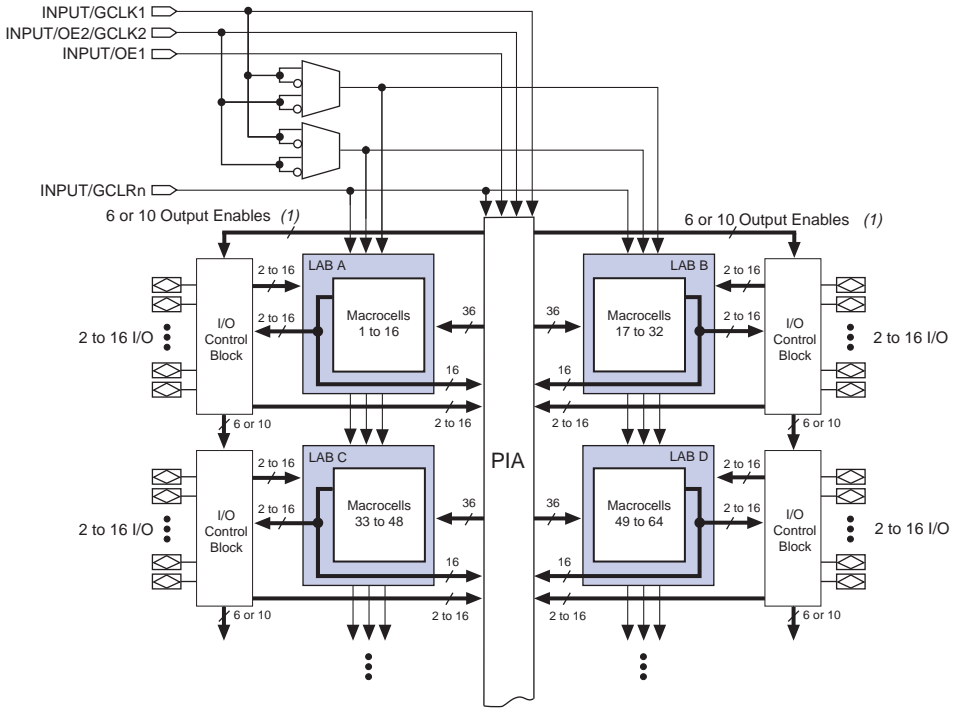 INPUT/GCLK1
INPUT/OE2/GCLK2
INPUT/OE1
INPUT/GCLRn
6 or 10 Output Enables (1)
6 or 10 Output Enables (1)
LAB A
LAB B
2 to 16
2 to 16
I/O
Control
Block
2 to 16
Macrocells
1 to 16
36
36
Macrocells
17 to 32
2 to 16
I/O
Control
Block
2 to 16 I/O
2 to 16 I/O
16
16
2 to 16
2 to 16
6 or 10
6 or 10
PIA
LAB C
LAB D
2 to 16
2 to 16
I/O
Control
Block
2 to 16
Macrocells
33 to 48
36
36
Macrocells
49 to 64
2 to 16
I/O
Control
Block
2 to 16 I/O
2 to 16 I/O
16
16
2 to 16
2 to 16
6 or 10
6 or 10